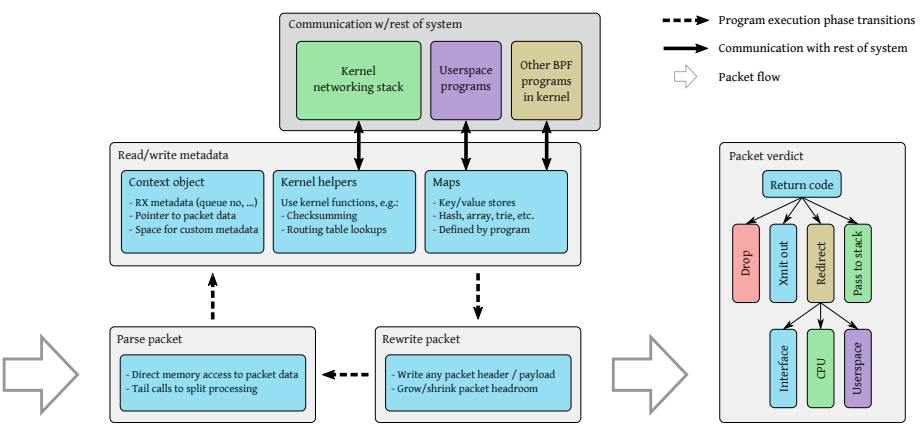 Communication w/rest of system
Kernel
networking stack
Userspace
programs
Other BPF
programs
in kernel
Program execution phase transitions
Communication with rest of system
Packet flow
Read/write metadata
Context object
- RX metadata (queue no, ...)
- Pointer to packet data
- Space for custom metadata
Kernel helpers
Use kernel functions, e.g.:
- Checksumming
- Routing table lookups
Maps
- Key/value stores
- Hash, array, trie, etc.
- Defined by program
Parse packet
- Direct memory access to packet data
- Tail calls to split processing
Rewrite packet
- Write any packet header / payload
- Grow/shrink packet headroom
Packet verdict
Return code
Drop
Xmit out
Redirect
Pass to stack
Interface
CPU
Userspace